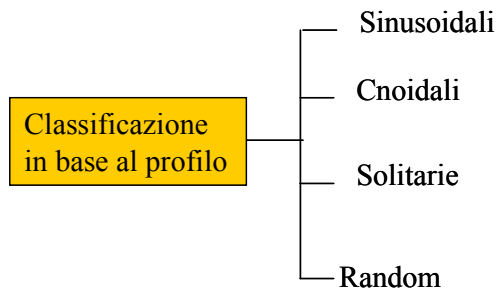 Classificazione
in base al profilo
Sinusoidali
Cnoidali
Solitarie
Random